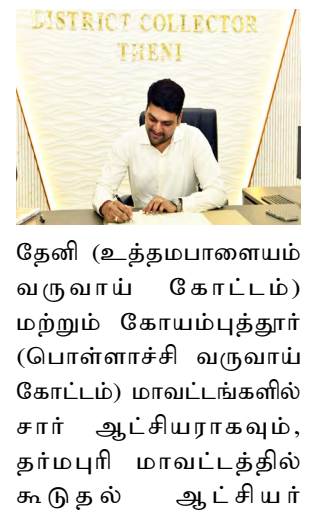 DISTRICT COLLECTOR
THENI
தேனி (உத்தமபாளையம்
வருவாய் கோட்டம்)
மற்றும் கோயம்புத்தூர்
(பொள்ளாச்சி வருவாய்
கோட்டம்) மாவட்டங்களில்
சார் ஆட்சியராகவும்,
தர்மபுரி மாவட்டத்தில்
கூடுதல் ஆட்சியர்